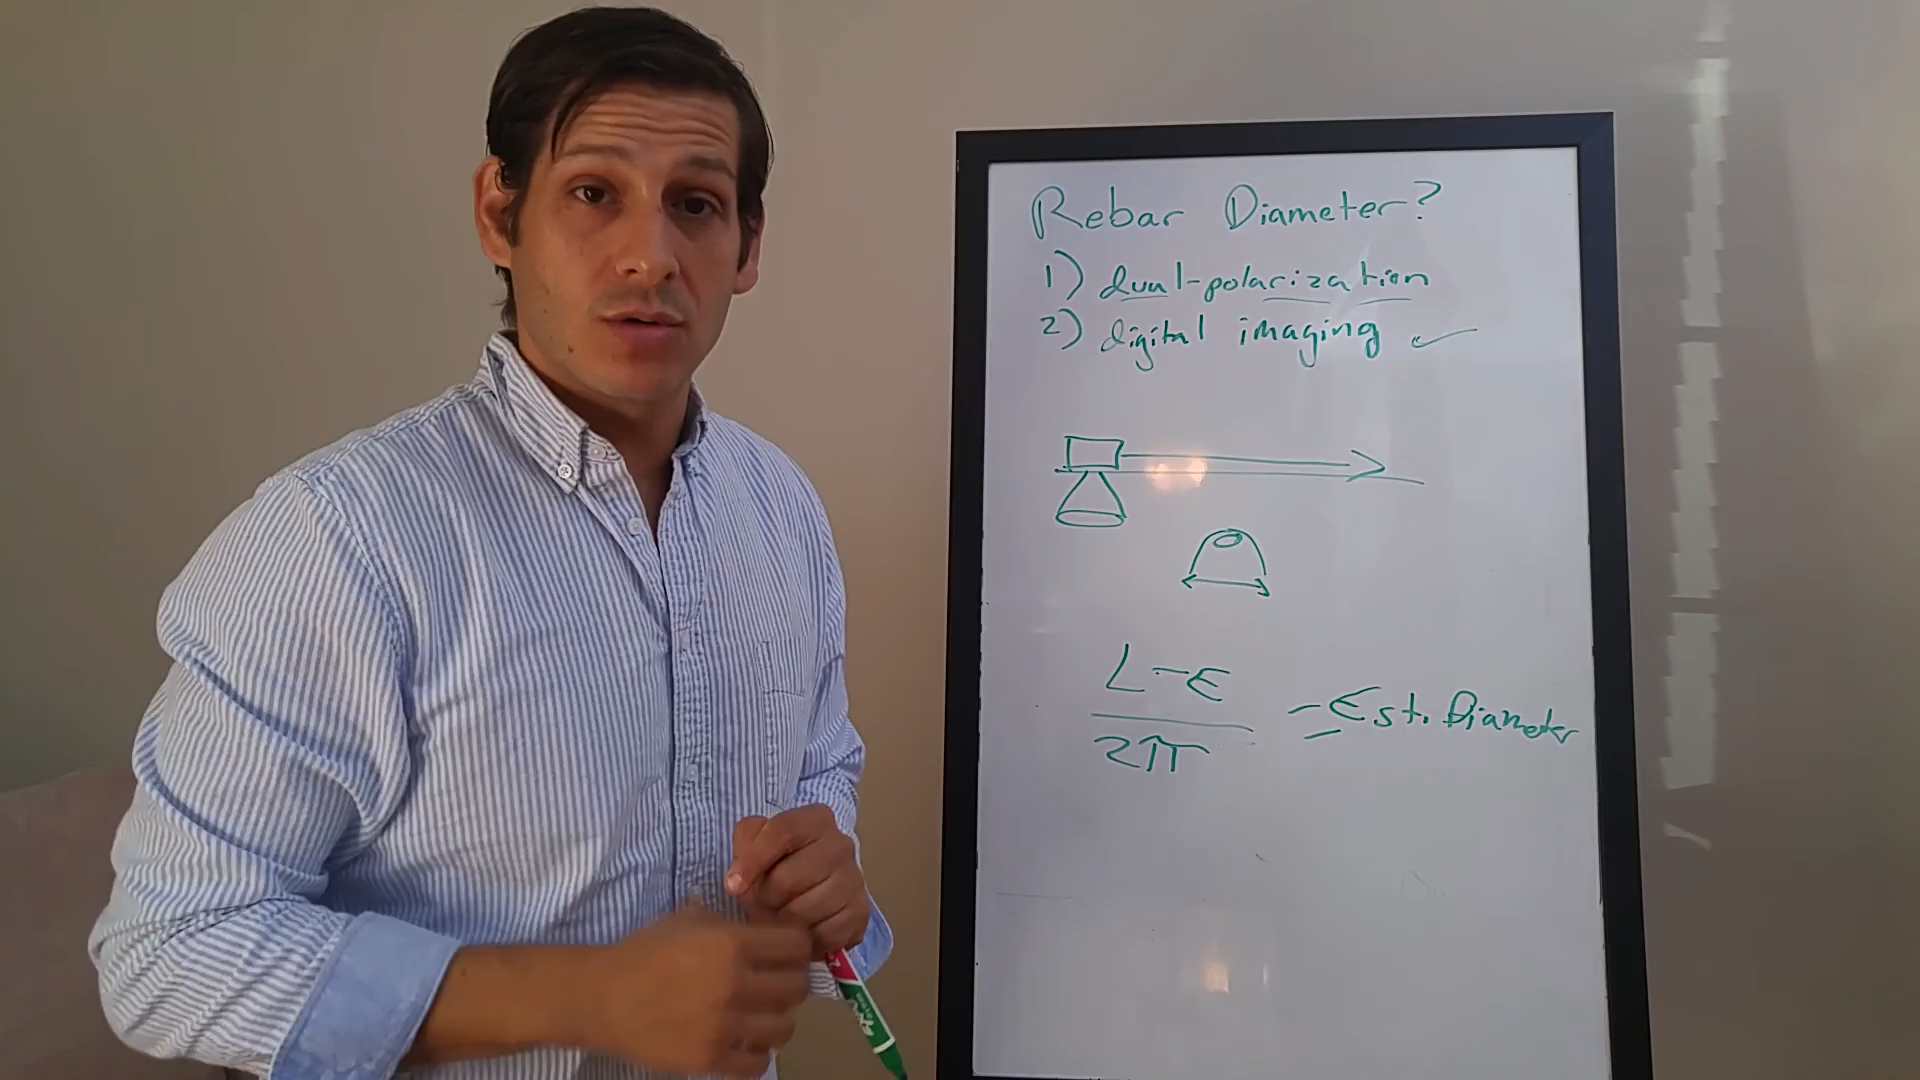 Rebar Diameter?
1) dual-polarization
2) digital imaging ✓
L - ε
2π
= Est. Diameter